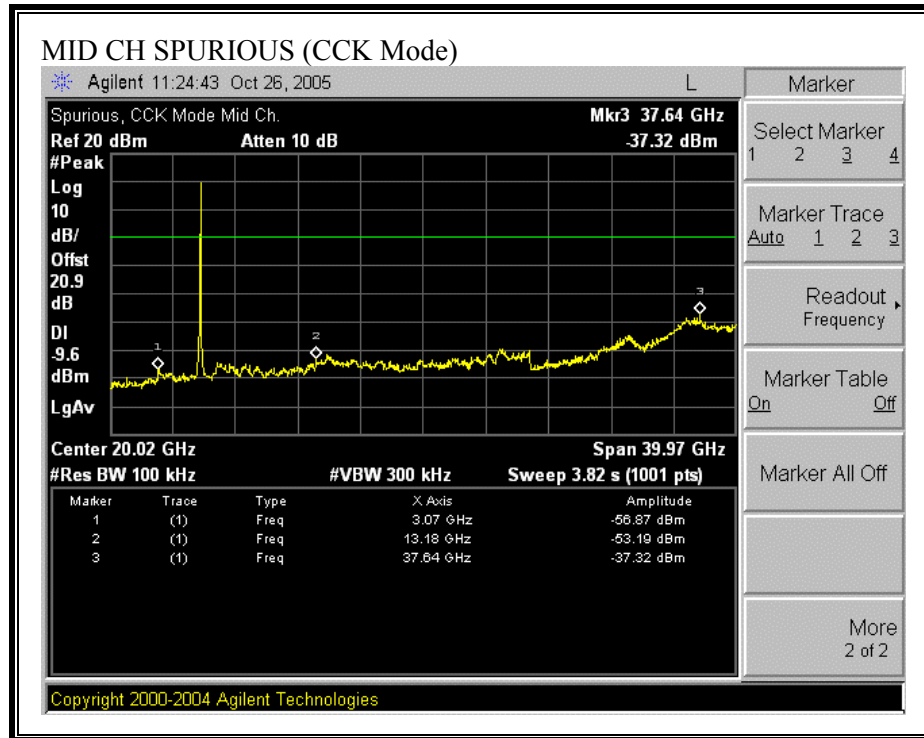 MID CH SPURIOUS (CCK Mode)
Agilent 11:24:43 Oct 26, 2005 L
Marker
Spurious, CCK Mode Mid Ch. Mkr3 37.64 GHz
Ref 20 dBm Atten 10 dB -37.32 dBm
#Peak
Log
10
dB/
Offst
20.9
dB
DI
-9.6
dBm
LgAv
1
2
3
Center 20.02 GHz Span 39.97 GHz
#Res BW 100 kHz #VBW 300 kHz Sweep 3.82 s (1001 pts)
Marker Trace Type X Axis Amplitude
1 (1) Freq 3.07 GHz -56.87 dBm
2 (1) Freq 13.18 GHz -53.19 dBm
3 (1) Freq 37.64 GHz -37.32 dBm
Select Marker
1 2 3 4
Marker Trace
Auto 1 2 3
Readout
Frequency
Marker Table
On Off
Marker All Off
More
2 of 2
Copyright 2000-2004 Agilent Technologies